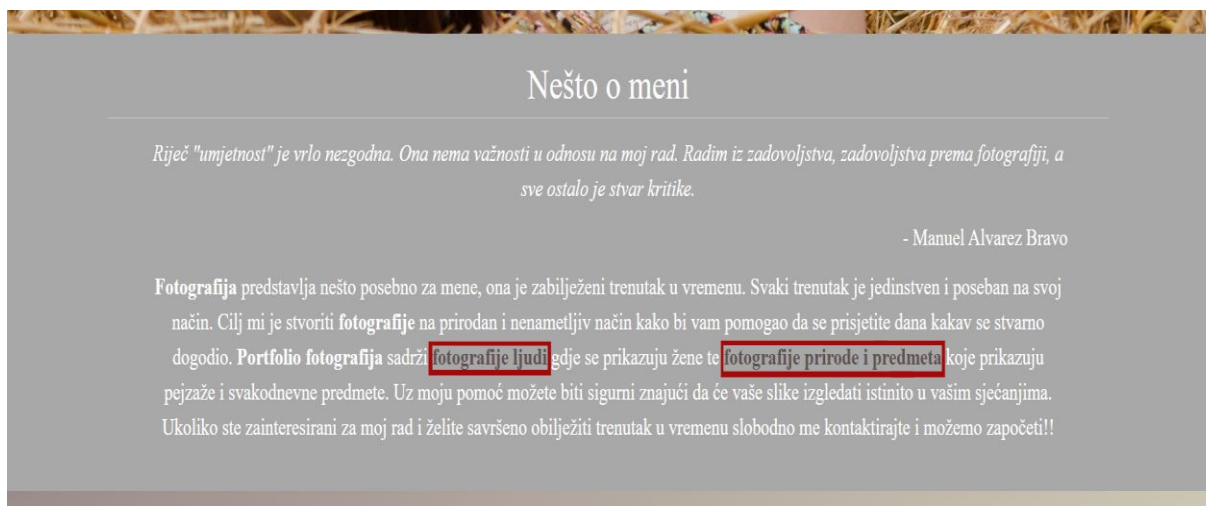 Nešto o meni
Riječ "umjetnost" je vrlo nezgodna. Ona nema važnosti u odnosu na moj rad. Radim iz zadovoljstva, zadovoljstva prema fotografiji, a
sve ostalo je stvar kritike.
- Manuel Alvarez Bravo
Fotografija predstavlja nešto posebno za mene, ona je zabilježeni trenutak u vremenu. Svaki trenutak je jedinstven i poseban na svoj
način. Cilj mi je stvoriti fotografije na prirodan i nenametljiv način kako bi vam pomogao da se prisjetite dana kakav se stvarno
dogodio. Portfolio fotografija sadrži fotografije ljudi gdje se prikazuju žene te fotografije prirode i predmeta koje prikazuju
pejzaže i svakodnevne predmete. Uz moju pomoć možete biti sigurni znajući da će vaše slike izgledati istinito u vašim sjećanjima.
Ukoliko ste zainteresirani za moj rad i želite savršeno obilježiti trenutak u vremenu slobodno me kontaktirajte i možemo započeti!!